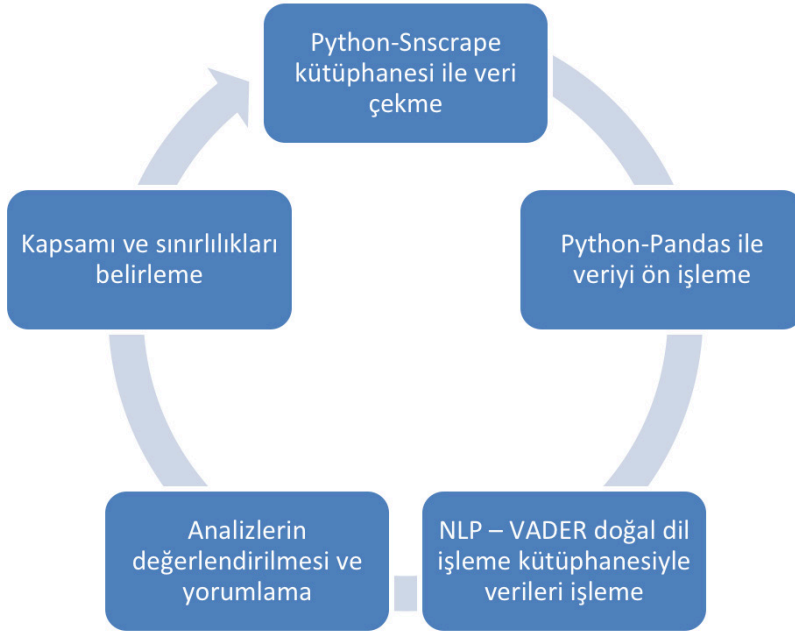 Python-Snscrape
kütüphanesi ile veri
çekme
Python-Pandas ile
veriyi ön işleme
NLP – VADER doğal dil
işleme kütüphanesiyle
verileri işleme
Analizlerin
değerlendirilmesi ve
yorumlama
Kapsamı ve sınırlılıkları
belirleme